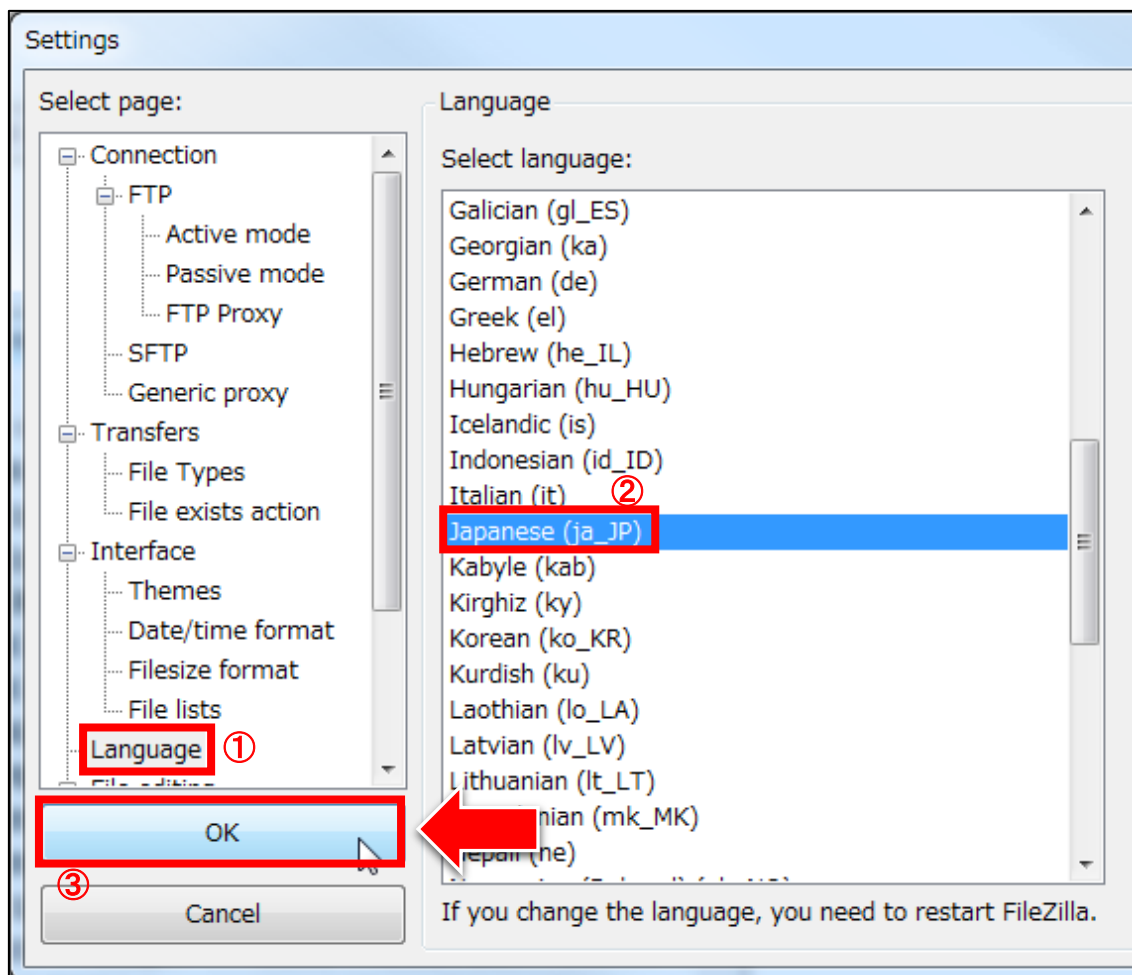 Settings
Select page:
Connection
FTP
Active mode
Passive mode
FTP Proxy
SFTP
Generic proxy
Transfers
File Types
File exists action
Interface
Themes
Date/time format
Filesize format
File lists
Language ①
File editing
OK
③
Cancel
Language
Select language:
Galician (gl_ES)
Georgian (ka)
German (de)
Greek (el)
Hebrew (he_IL)
Hungarian (hu_HU)
Icelandic (is)
Indonesian (id_ID)
Italian (it)
②
Japanese (ja_JP)
Kabyle (kab)
Kirghiz (ky)
Korean (ko_KR)
Kurdish (ku)
Laothian (lo_LA)
Latvian (lv_LV)
Lithuanian (lt_LT)
(mk_MK)
Nepali (ne)
If you change the language, you need to restart FileZilla.